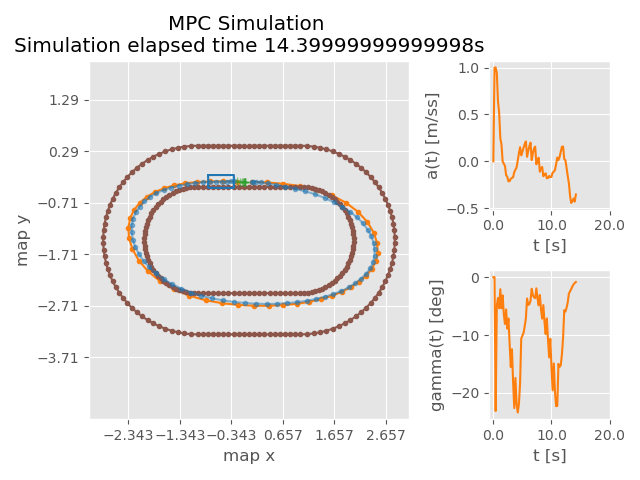 MPC Simulation
Simulation elapsed time 14.39999999999998s
1.29
0.29
−0.71
−1.71
−2.71
−3.71
map y
−2.343 −1.343 −0.343 0.657 1.657 2.657
map x
1.0
0.5
0.0
−0.5
a(t) [m/ss]
0.0 10.0 20.0
t [s]
0
−10
−20
gamma(t) [deg]
0.0 10.0 20.0
t [s]